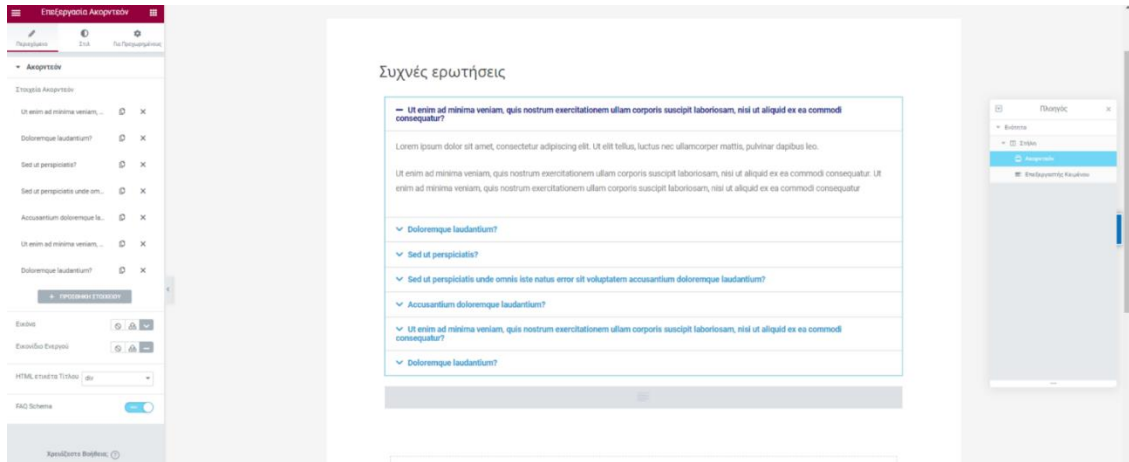 Επεξεργασία Ακορντεόν
Περιεχόμενο
Στυλ
Για Προχωρημένους
Ακορντεόν
Στοιχεία Ακορντεόν
Ut enim ad minima veniam, ...
Doloremque laudantium?
Sed ut perspiciatis?
Sed ut perspiciatis unde om...
Accusantium doloremque la...
Ut enim ad minima veniam, ...
Doloremque laudantium?
+ ΠΡΟΣΘΗΚΗ ΣΤΟΙΧΕΙΟΥ
Εικόνα
Εικονίδιο Ενεργού
HTML ετικέτα Τίτλου
div
FAQ Schema
Χρειάζεστε Βοήθεια;
Συχνές ερωτήσεις
Ut enim ad minima veniam, quis nostrum exercitationem ullam corporis suscipit laboriosam, nisi ut aliquid ex ea commodi
consequatur?
Lorem ipsum dolor sit amet, consectetur adipiscing elit. Ut elit tellus, luctus nec ullamcorper mattis, pulvinar dapibus leo.
Ut enim ad minima veniam, quis nostrum exercitationem ullam corporis suscipit laboriosam, nisi ut aliquid ex ea commodi consequatur. Ut
enim ad minima veniam, quis nostrum exercitationem ullam corporis suscipit laboriosam, nisi ut aliquid ex ea commodi consequatur
Doloremque laudantium?
Sed ut perspiciatis?
Sed ut perspiciatis unde omnis iste natus error sit voluptatem accusantium doloremque laudantium?
Accusantium doloremque laudantium?
Ut enim ad minima veniam, quis nostrum exercitationem ullam corporis suscipit laboriosam, nisi ut aliquid ex ea commodi
consequatur?
Doloremque laudantium?
Πλοηγός
Ενότητα
Στήλη
Ακορντεόν
Επεξεργαστής Κειμένου